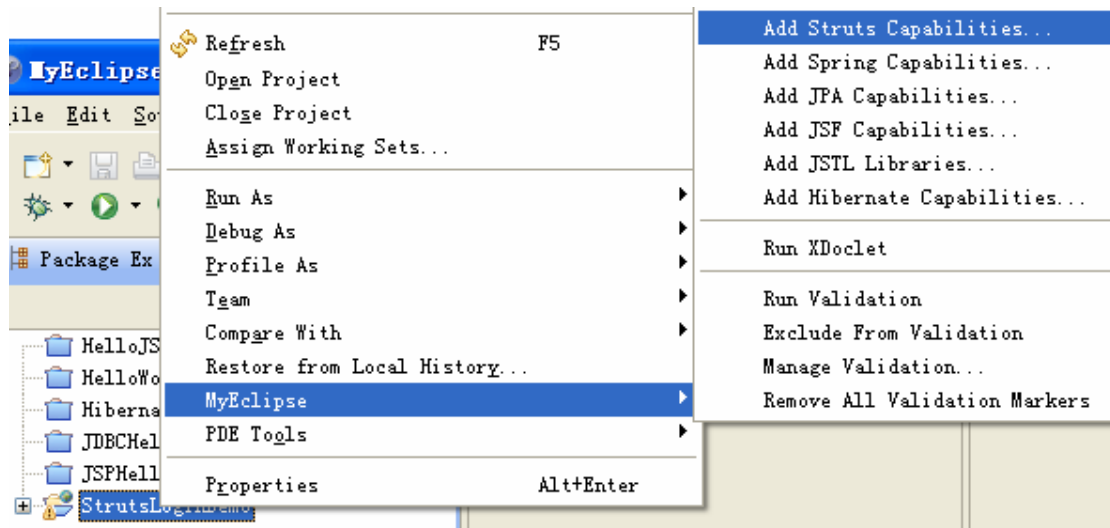 MyEclipse
ile Edit So
Package Ex
HelloJS
HelloWo
Hiberna
JDBCHel
JSPHell
StrutsLoginDemo
Refresh F5
Open Project
Close Project
Assign Working Sets...
Run As
Debug As
Profile As
Team
Compare With
Restore from Local History...
MyEclipse
PDE Tools
Properties Alt+Enter
Add Struts Capabilities...
Add Spring Capabilities...
Add JPA Capabilities...
Add JSF Capabilities...
Add JSTL Libraries...
Add Hibernate Capabilities...
Run XDoclet
Run Validation
Exclude From Validation
Manage Validation...
Remove All Validation Markers